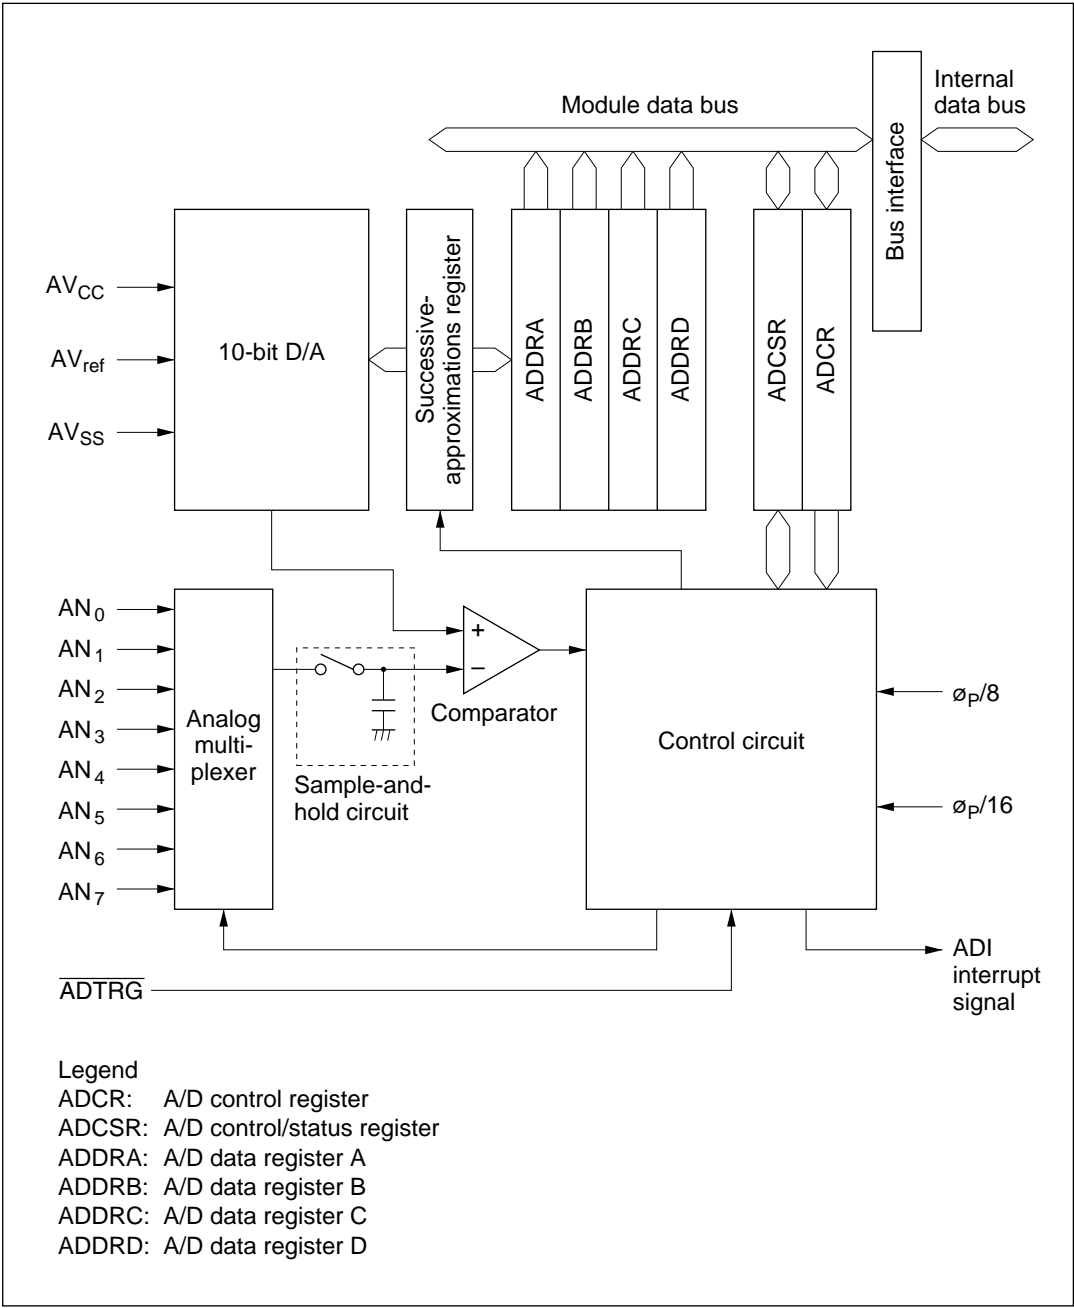 Module data bus
Internal
data bus
Bus interface
AVCC
AVref
AVSS
10-bit D/A
Successive-
approximations register
ADDRA
ADDRB
ADDRC
ADDRD
ADCSR
ADCR
AN0
AN1
AN2
AN3
AN4
AN5
AN6
AN7
Analog
multi-
plexer
+
−
Comparator
Sample-and-
hold circuit
Control circuit
øP/8
øP/16
ADTRG
ADI
interrupt
signal
Legend
ADCR: A/D control register
ADCSR: A/D control/status register
ADDRA: A/D data register A
ADDRB: A/D data register B
ADDRC: A/D data register C
ADDRD: A/D data register D